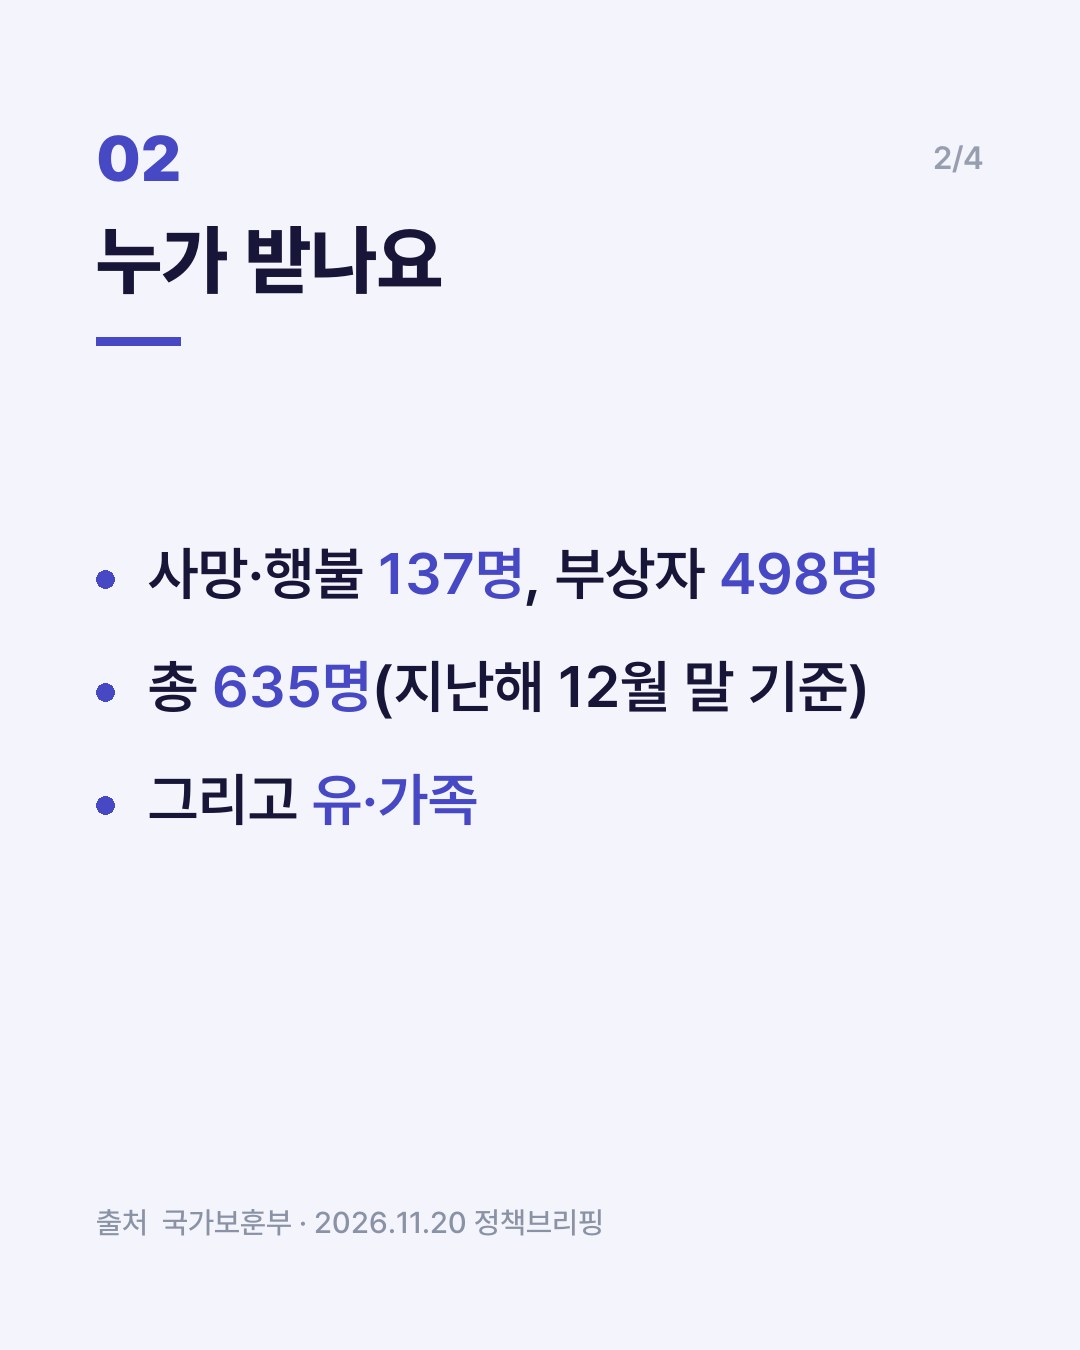 02
2/4
누가 받나요
사망·행불 137명, 부상자 498명
총 635명(지난해 12월 말 기준)
그리고 유·가족
출처 국가보훈부 · 2026.11.20 정책브리핑